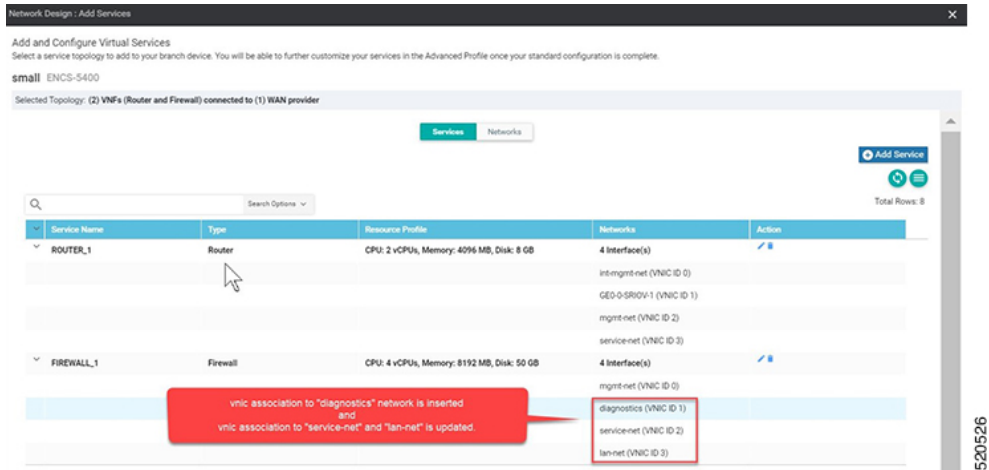 Network Design : Add Services
Add and Configure Virtual Services
Select a service topology to add to your branch device. You will be able to further customize your services in the Advanced Profile once your standard configuration is complete.
small ENCS-5400
Selected Topology: (2) VNFs (Router and Firewall) connected to (1) WAN provider
Services Networks
Add Service
Search Options Total Rows: 8
Service Name Type Resource Profile Networks Action
ROUTER_1 Router CPU: 2 vCPUs, Memory: 4096 MB, Disk: 8 GB 4 Interface(s)
int-mgmt-net (VNIC ID 0)
GE0-0-SRIOV-1 (VNIC ID 1)
mgmt-net (VNIC ID 2)
service-net (VNIC ID 3)
FIREWALL_1 Firewall CPU: 4 vCPUs, Memory: 8192 MB, Disk: 50 GB 4 Interface(s)
mgmt-net (VNIC ID 0)
vnic association to "diagnostics" network is inserted
and
vnic association to "service-net" and "lan-net" is updated.
diagnostics (VNIC ID 1)
service-net (VNIC ID 2)
lan-net (VNIC ID 3)
520526